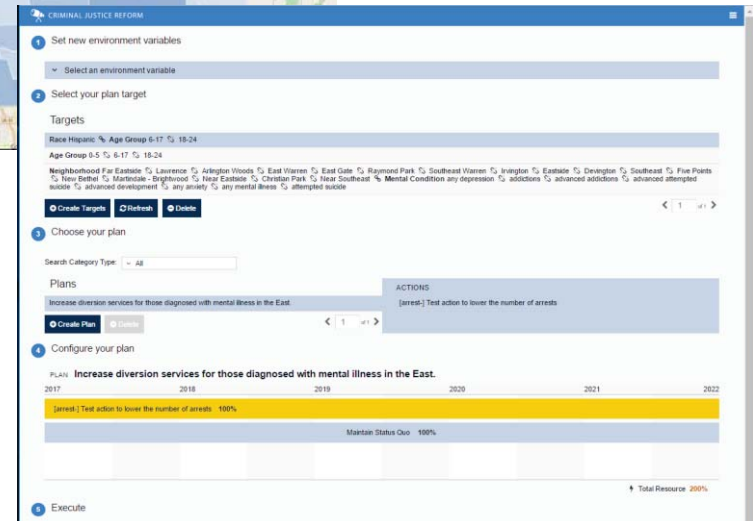 CRIMINAL JUSTICE REFORM
1 Set new environment variables
Select an environment variable
2 Select your plan target
Targets
Race Hispanic Age Group 6-17 18-24
Age Group 0-5 6-17 18-24
Neighborhood Far Eastside Lawrence Arlington Woods East Warren East Gate Raymond Park Southeast Warren Irvington Eastside Devington Southeast Five Points
New Bethel Martindale - Brightwood Near Eastside Christian Park Near Southeast Mental Condition any depression addictions advanced addictions advanced attempted
suicide advanced development any anxiety any mental illness attempted suicide
Create Targets Refresh Delete
1 of 1
3 Choose your plan
Search Category Type: All
Plans
Increase diversion services for those diagnosed with mental illness in the East.
Create Plan Delete
1 of 1
ACTIONS
[arrest-] Test action to lower the number of arrests
4 Configure your plan
PLAN Increase diversion services for those diagnosed with mental illness in the East.
2017 2018 2019 2020 2021 2022
[arrest-] Test action to lower the number of arrests 100%
Maintain Status Quo 100%
Total Resource 200%
5 Execute